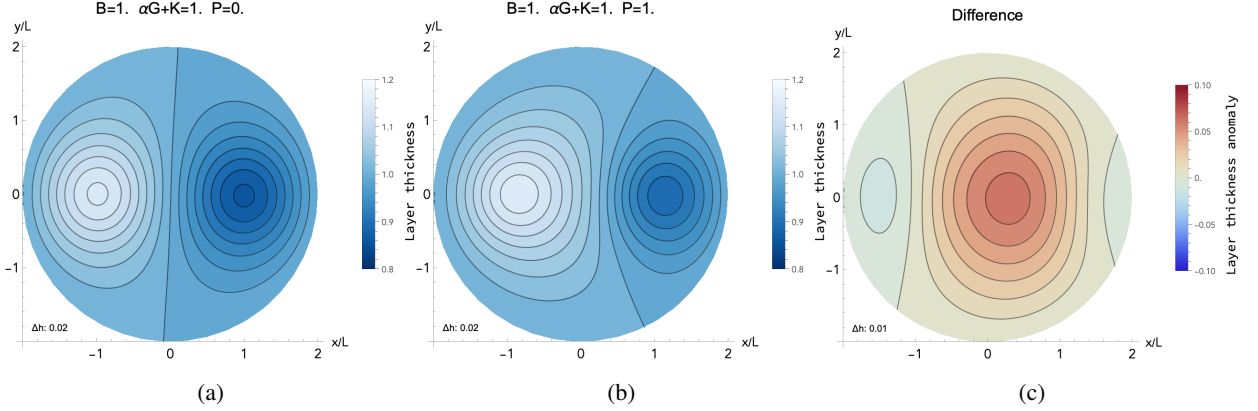 B=1. αG+K=1. P=0.
y/L
2
1
0
−1
Δh: 0.02
−1
0
1
2
x/L
1.2
1.1
1.0
0.9
0.8
Layer thickness
(a)
B=1. αG+K=1. P=1.
y/L
2
1
0
−1
Δh: 0.02
−1
0
1
2
x/L
1.2
1.1
1.0
0.9
0.8
Layer thickness
(b)
Difference
y/L
2
1
0
−1
Δh: 0.01
−1
0
1
2
x/L
0.10
0.05
0.
−0.05
−0.10
Layer thickness anomaly
(c)